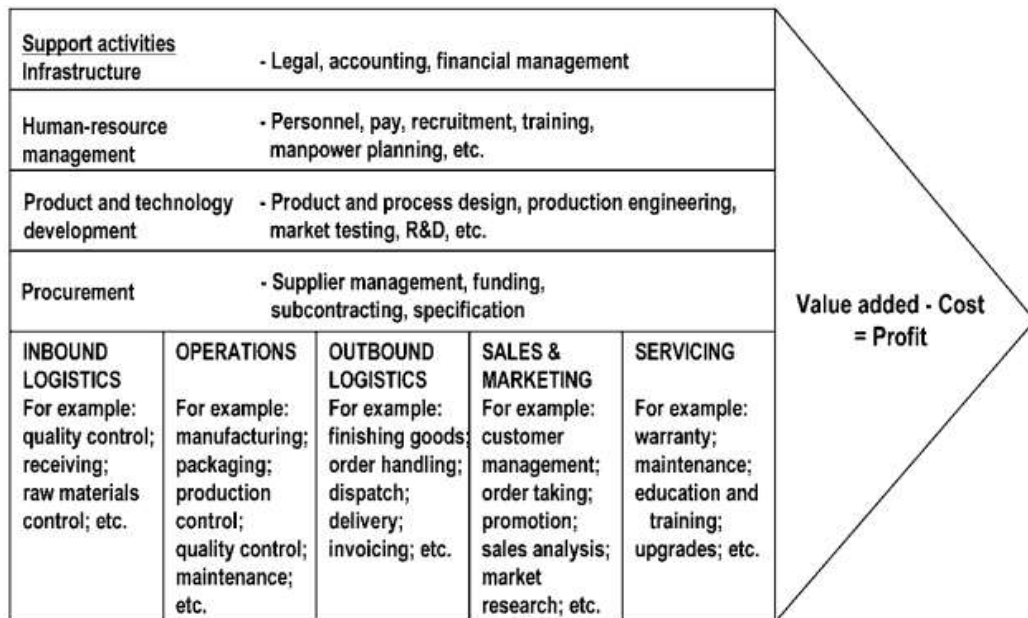 Support activities
Infrastructure - Legal, accounting, financial management
Human-resource - Personnel, pay, recruitment, training,
management manpower planning, etc.
Product and technology - Product and process design, production engineering,
development market testing, R&D, etc.
Procurement - Supplier management, funding,
subcontracting, specification
Value added - Cost
= Profit
INBOUND
LOGISTICS
For example:
quality control;
receiving;
raw materials
control; etc.
OPERATIONS
For example:
manufacturing;
packaging;
production
control;
quality control;
maintenance;
etc.
OUTBOUND
LOGISTICS
For example:
finishing goods;
order handling;
dispatch;
delivery;
invoicing; etc.
SALES &
MARKETING
For example:
customer
management;
order taking;
promotion;
sales analysis;
market
research; etc.
SERVICING
For example:
warranty;
maintenance;
education and
training;
upgrades; etc.